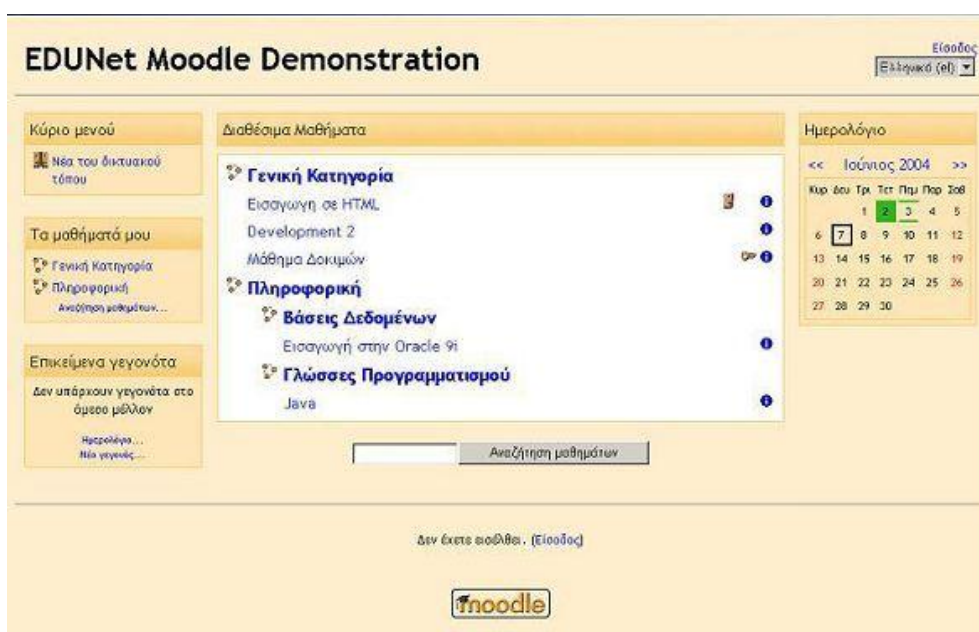 EDUNet Moodle Demonstration
Είσοδος
Ελληνικά (el)
Κύριο μενού
Νέα του δικτυακού
τόπου
Τα μαθήματά μου
Γενική Κατηγορία
Πληροφορική
Αναζήτηση μαθημάτων...
Επικείμενα γεγονότα
Δεν υπάρχουν γεγονότα στο
άμεσο μέλλον
Ημερολόγιο...
Νέο γεγονός...
Διαθέσιμα Μαθήματα
Γενική Κατηγορία
Εισαγωγη σε HTML
Development 2
Μάθημα Δοκιμών
Πληροφορική
Βάσεις Δεδομένων
Εισαγωγή στην Oracle 9i
Γλώσσες Προγραμματισμού
Java
Αναζήτηση μαθημάτων
Ημερολόγιο
<< Ιούνιος 2004 >>
Κυρ Δευ Τρι Τετ Πεμ Παρ Σαβ
1 2 3 4 5
6 7 8 9 10 11 12
13 14 15 16 17 18 19
20 21 22 23 24 25 26
27 28 29 30
Δεν έχετε εισέλθει. (Είσοδος)
moodle